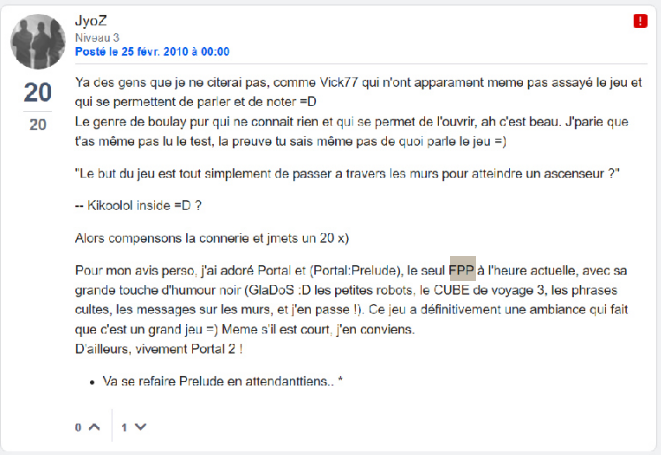 JyoZ
Niveau 3
Posté le 25 févr. 2010 à 00:00
20
20
Ya des gens que je ne citerai pas, comme Vick77 qui n'ont apparament meme pas assayé le jeu et
qui se permettent de parler et de noter =D
Le genre de boulay pur qui ne connait rien et qui se permet de l'ouvrir, ah c'est beau. J'parie que
t'as même pas lu le test, la preuve tu sais même pas de quoi parle le jeu =)
"Le but du jeu est tout simplement de passer a travers les murs pour atteindre un ascenseur ?"
-- Kikoolol inside =D ?
Alors compensons la connerie et jmets un 20 x)
Pour mon avis perso, j'ai adoré Portal et (Portal:Prelude), le seul FPP à l'heure actuelle, avec sa
grande touche d'humour noir (GlaDoS :D les petites robots, le CUBE de voyage 3, les phrases
cultes, les messages sur les murs, et j'en passe !). Ce jeu a définitivement une ambiance qui fait
que c'est un grand jeu =) Meme s'il est court, j'en conviens.
D'ailleurs, vivement Portal 2 !
• Va se refaire Prelude en attendanttiens.. *
0 1